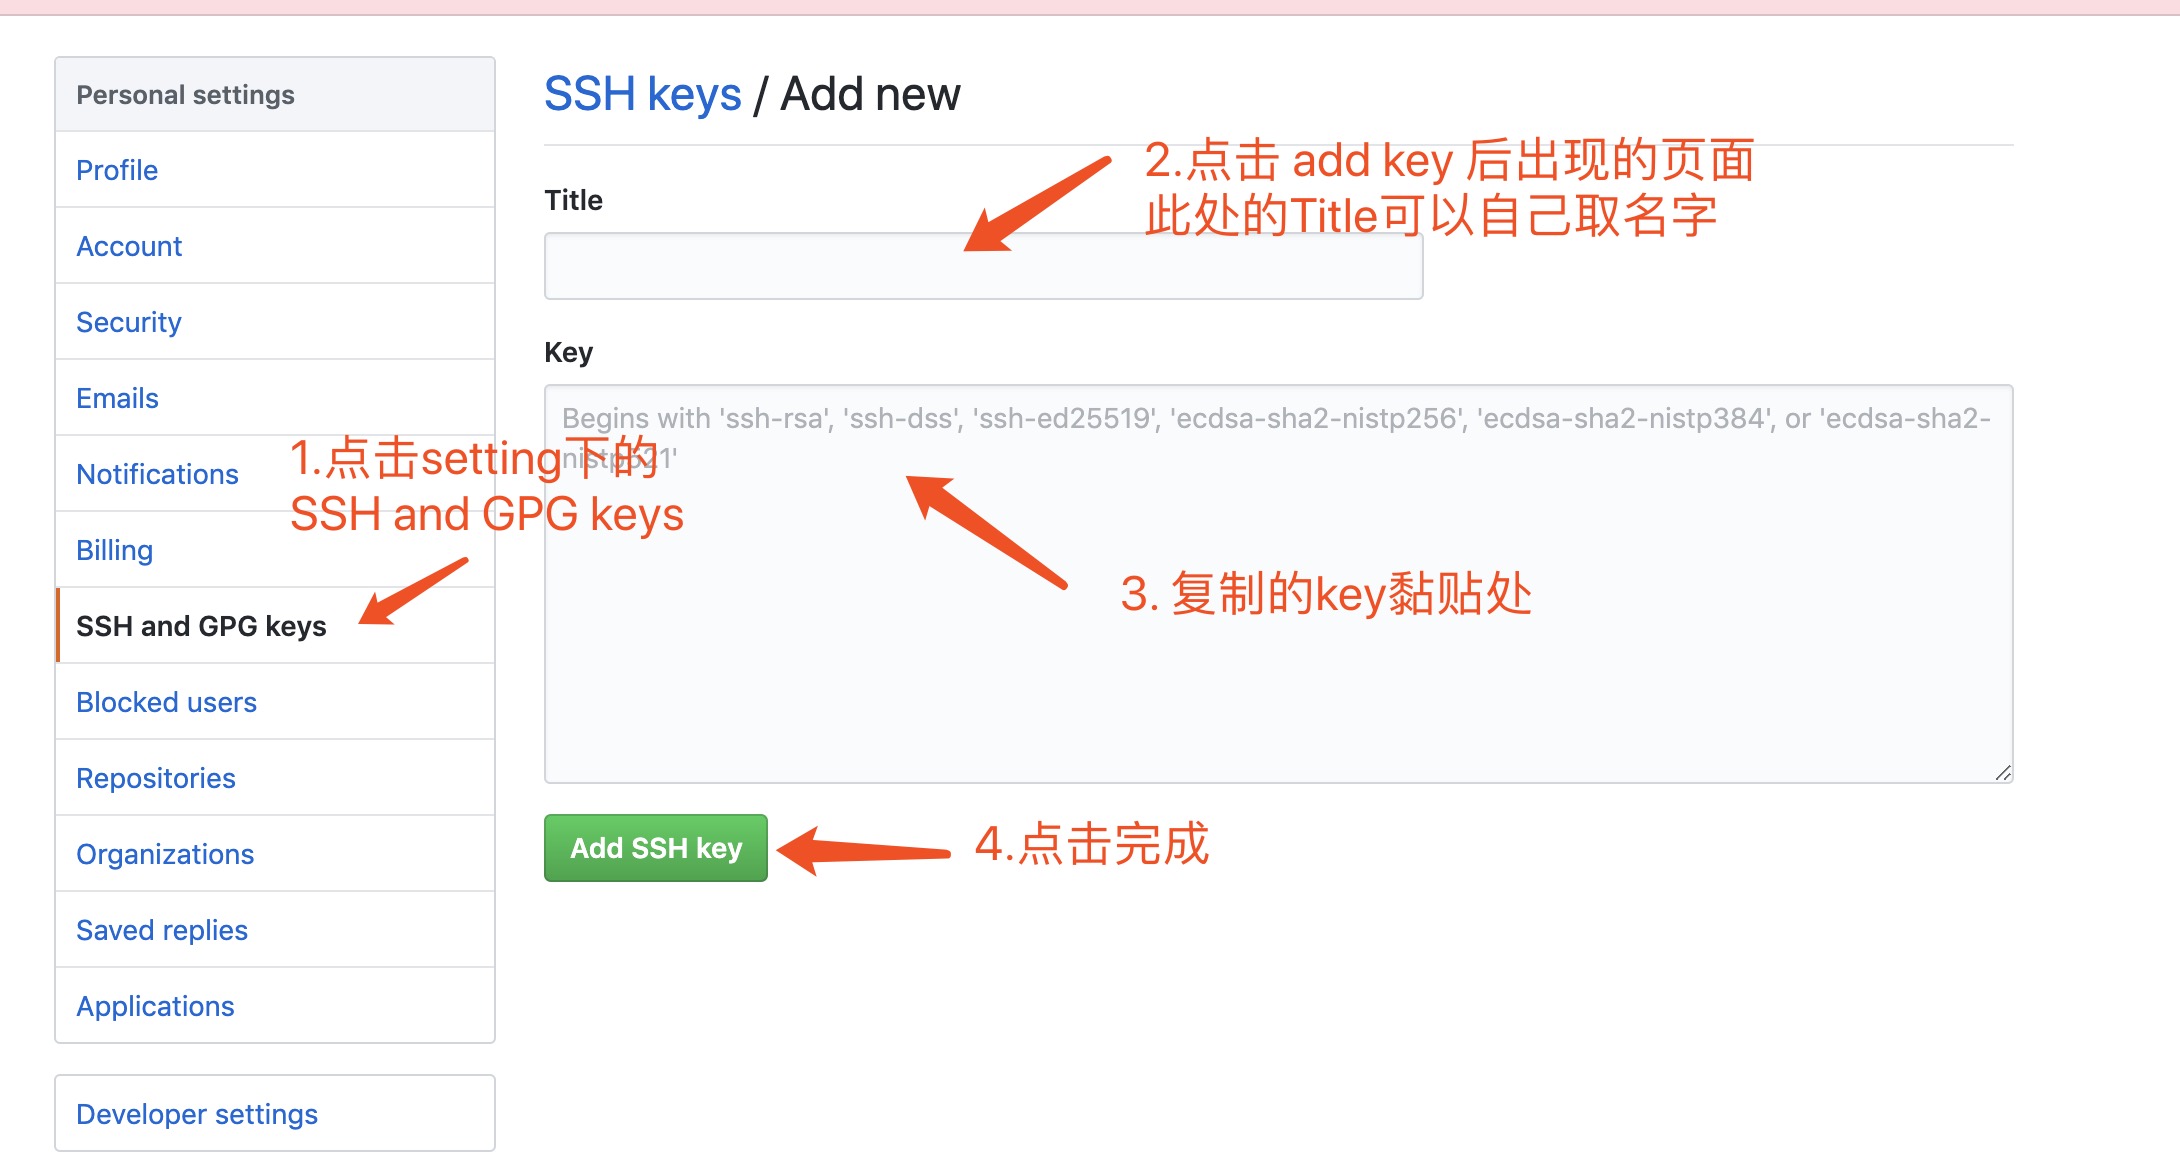 Personal settings
Profile
Account
Security
Emails
Notifications
Billing
SSH and GPG keys
Blocked users
Repositories
Organizations
Saved replies
Applications
Developer settings
1.点击setting下的
SSH and GPG keys
SSH keys / Add new
2.点击 add key 后出现的页面
此处的Title可以自己取名字
Title
Key
Begins with 'ssh-rsa', 'ssh-dss', 'ssh-ed25519', 'ecdsa-sha2-nistp256', 'ecdsa-sha2-nistp384', or 'ecdsa-sha2-
nistp521'
3. 复制的key黏贴处
Add SSH key
4.点击完成